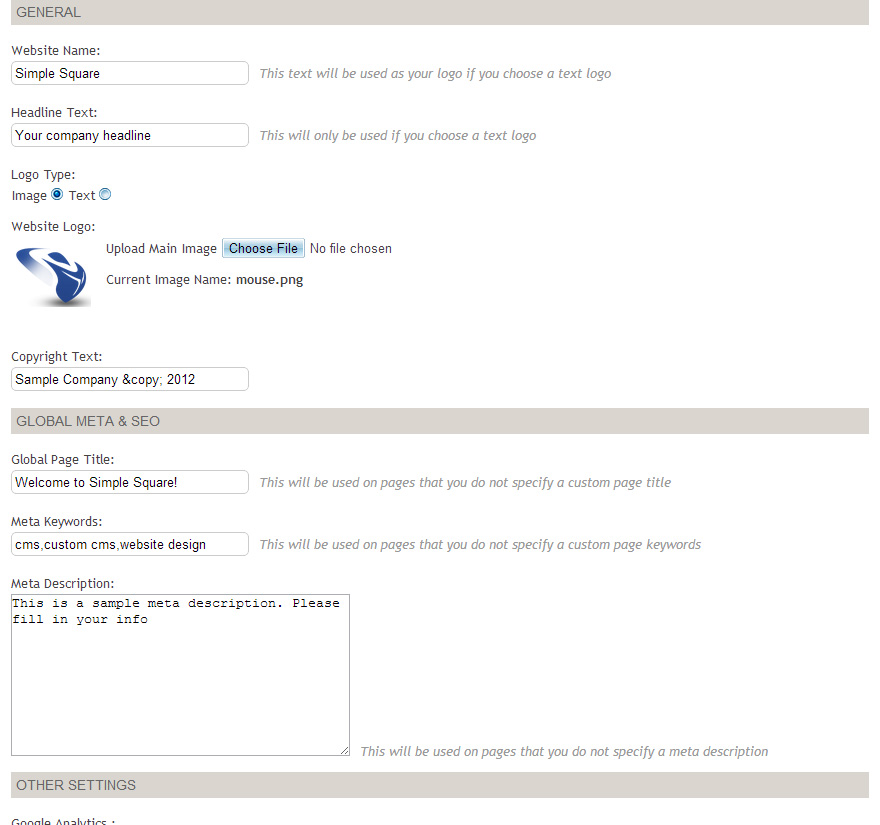 GENERAL
Website Name:
Simple Square This text will be used as your logo if you choose a text logo
Headline Text:
Your company headline This will only be used if you choose a text logo
Logo Type:
Image Text
Website Logo:
Upload Main Image Choose File No file chosen
Current Image Name: mouse.png
Copyright Text:
Sample Company &copy; 2012
GLOBAL META & SEO
Global Page Title:
Welcome to Simple Square! This will be used on pages that you do not specify a custom page title
Meta Keywords:
cms,custom cms,website design This will be used on pages that you do not specify a custom page keywords
Meta Description:
This is a sample meta description. Please
fill in your info
This will be used on pages that you do not specify a meta description
OTHER SETTINGS
Google Analytics :